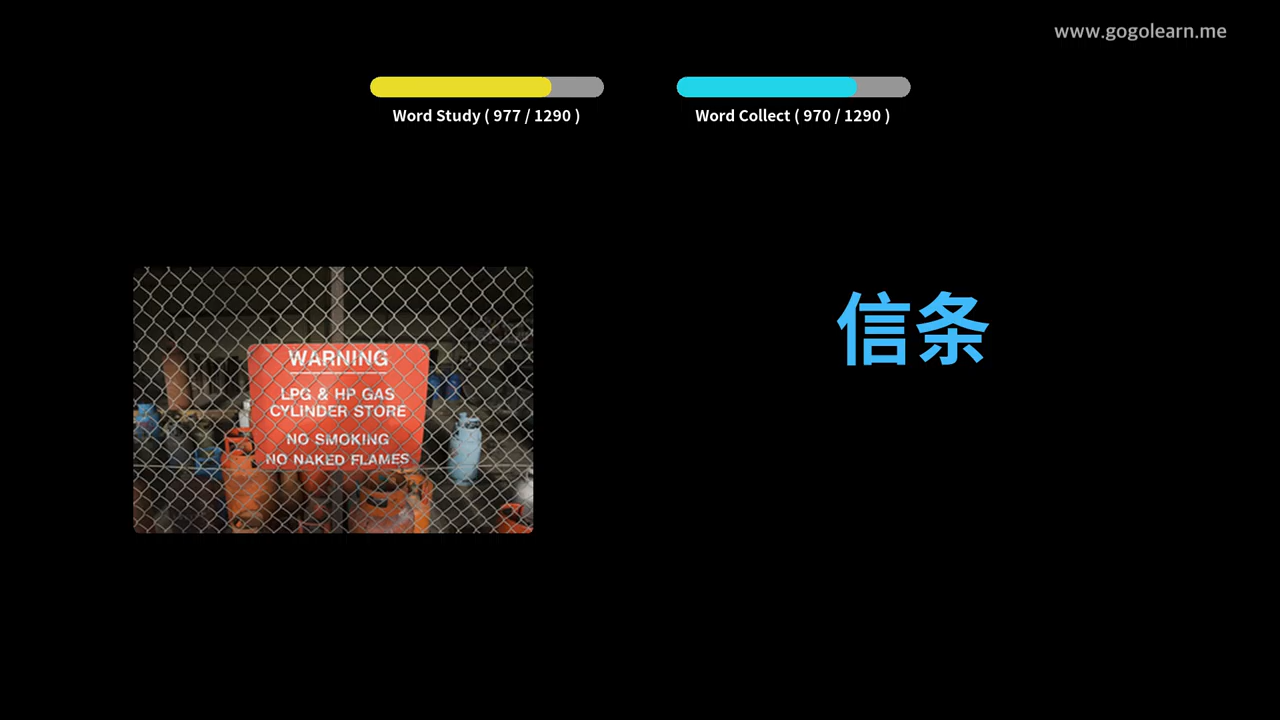 www.gogolearn.me
Word Study ( 977 / 1290 )
Word Collect ( 970 / 1290 )
WARNING
LPG & HP GAS
CYLINDER STORE
NO SMOKING
NO NAKED FLAMES
信条